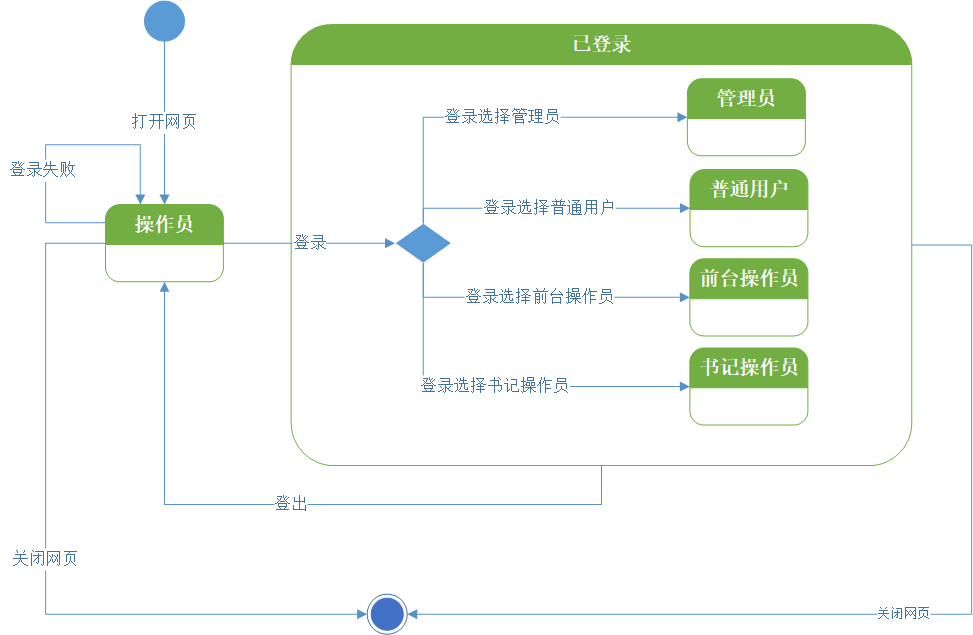 已登录
管理员
登录选择管理员
打开网页
登录失败
普通用户
登录选择普通用户
操作员
登录
前台操作员
登录选择前台操作员
书记操作员
登录选择书记操作员
登出
关闭网页
关闭网页